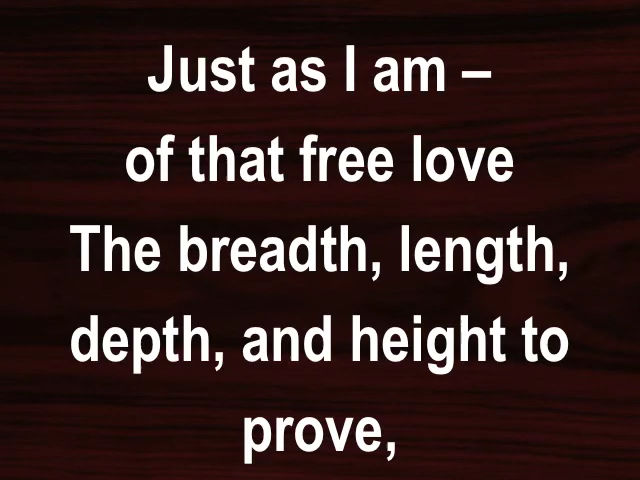 Just as I am –
of that free love
The breadth, length,
depth, and height to
prove,